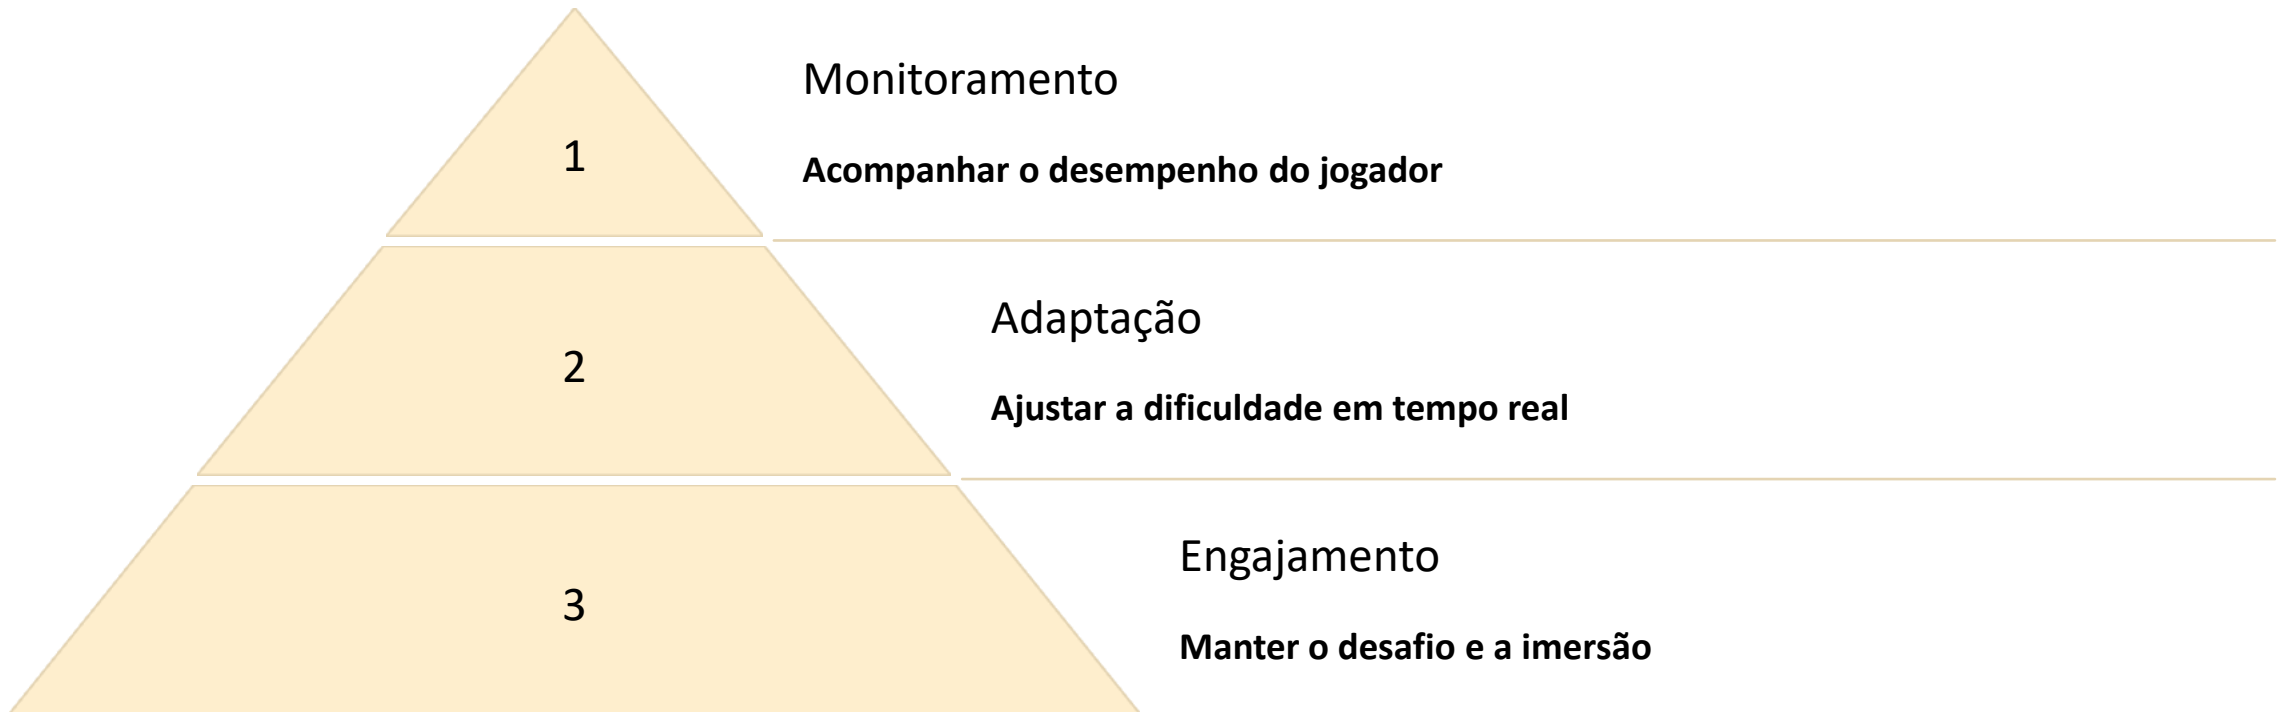 1
Monitoramento
Acompanhar o desempenho do jogador
2
Adaptação
Ajustar a dificuldade em tempo real
3
Engajamento
Manter o desafio e a imersão